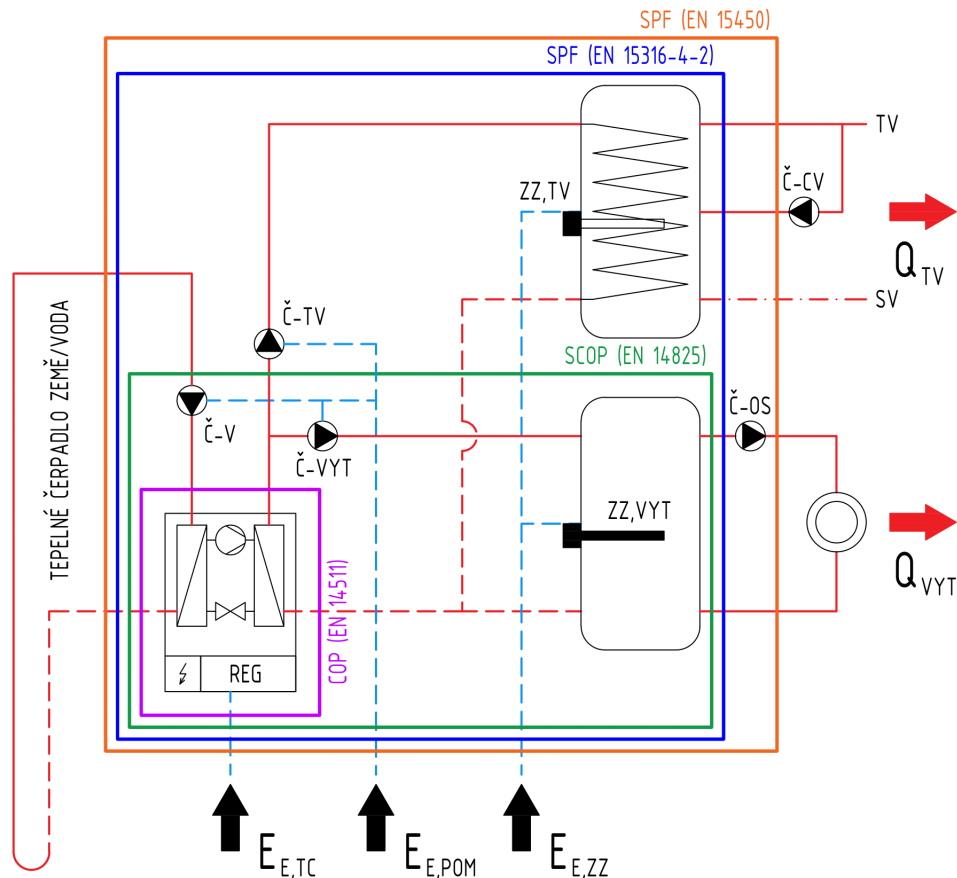 SPF (EN 15450)
SPF (EN 15316-4-2)
TV
ZZ,TV
Č-CV
Q TV
SV
Č-TV
SCOP (EN 14825)
TEPELNÉ ČERPADLO ZEMĚ/VODA
Č-V
Č-VYT
Č-OS
ZZ,VYT
Q VYT
COP (EN 14511)
REG
E E,TC
E E,POM
E E,ZZ